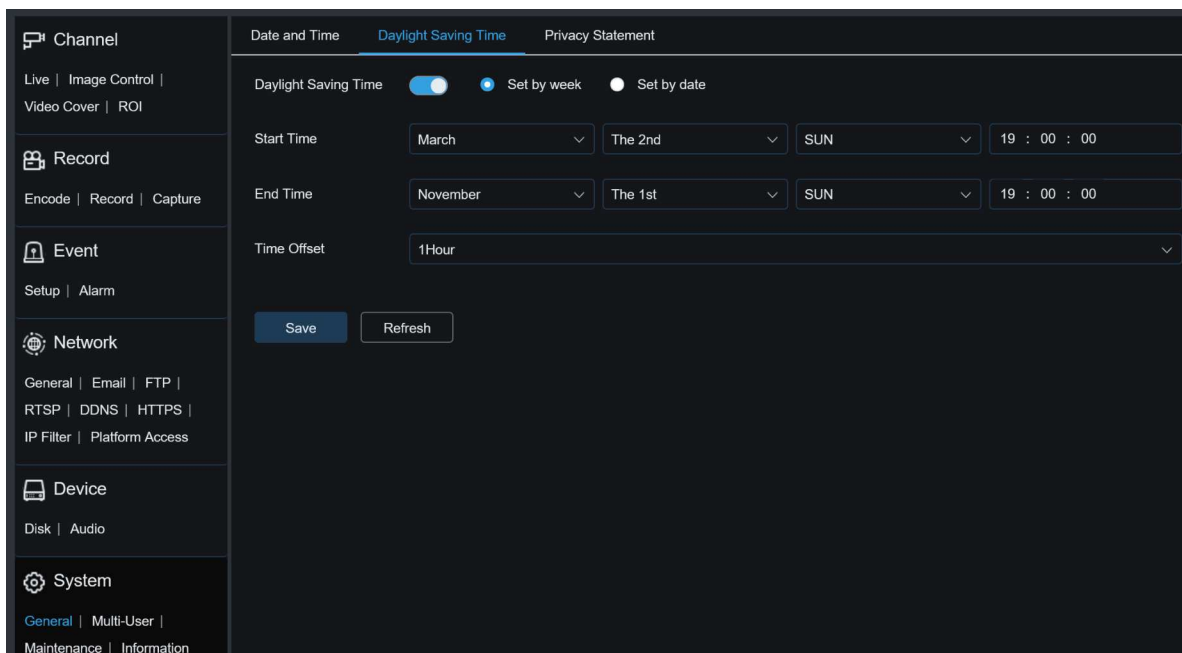 Channel
Live | Image Control |
Video Cover | ROI
Record
Encode | Record | Capture
Event
Setup | Alarm
Network
General | Email | FTP |
RTSP | DDNS | HTTPS |
IP Filter | Platform Access
Device
Disk | Audio
System
General | Multi-User |
Maintenance | Information
Date and Time Daylight Saving Time Privacy Statement
Daylight Saving Time Set by week Set by date
Start Time March The 2nd SUN 19 : 00 : 00
End Time November The 1st SUN 19 : 00 : 00
Time Offset 1Hour
Save Refresh